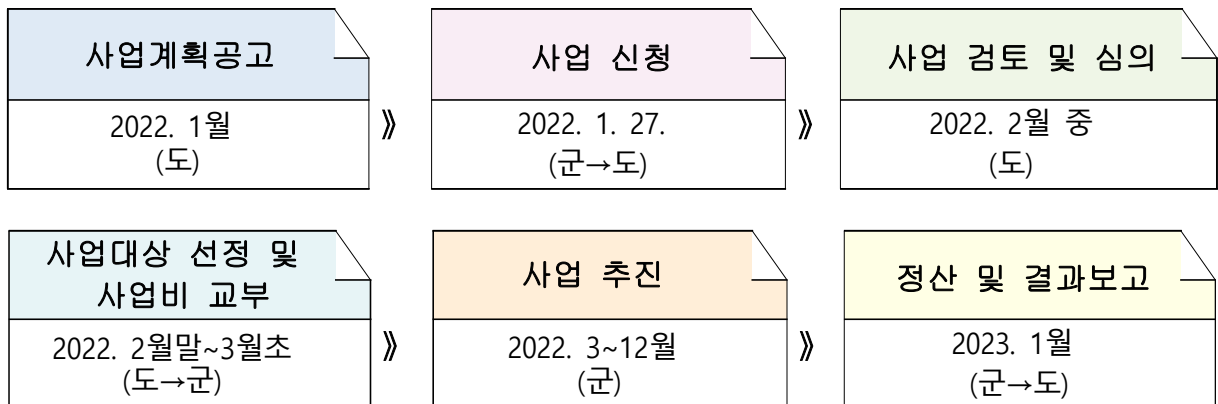 사업계획공고
2022. 1월
(도)
》
사업 신청
2022. 1. 27.
(군→도)
》
사업 검토 및 심의
2022. 2월 중
(도)
사업대상 선정 및
사업비 교부
2022. 2월말~3월초
(도→군)
》
사업 추진
2022. 3~12월
(군)
》
정산 및 결과보고
2023. 1월
(군→도)